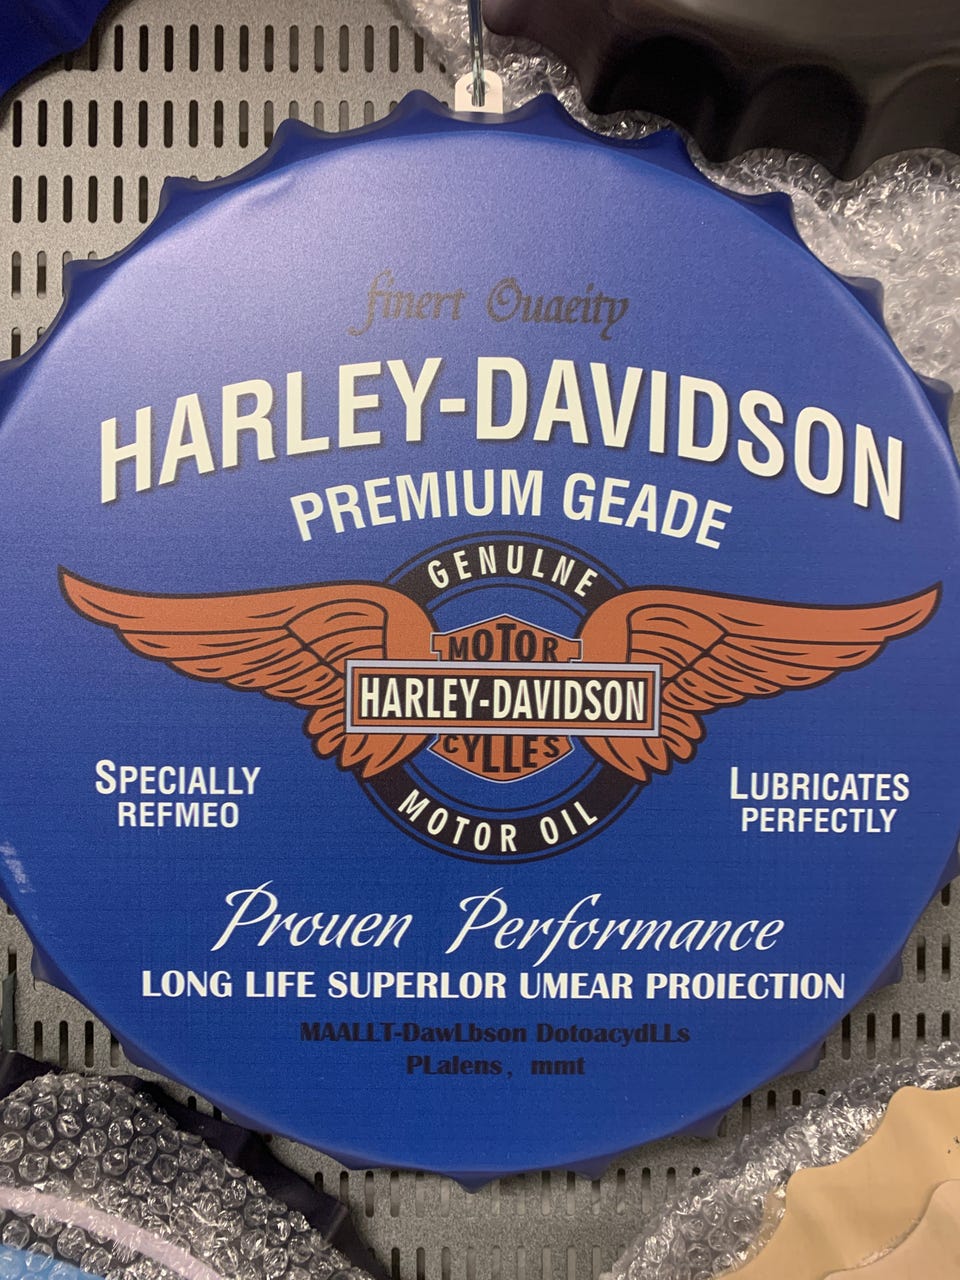 finert Quaeity
HARLEY-DAVIDSON
PREMIUM GEADE
GENULNE
MOTOR
HARLEY-DAVIDSON
CYLLES
MOTOR OIL
SPECIALLY
REFMEO
LUBRICATES
PERFECTLY
Prouen Performance
LONG LIFE SUPERLOR UMEAR PROIECTION
MAALLT-DawLbson DotoacydLLs
PLalens, mmt